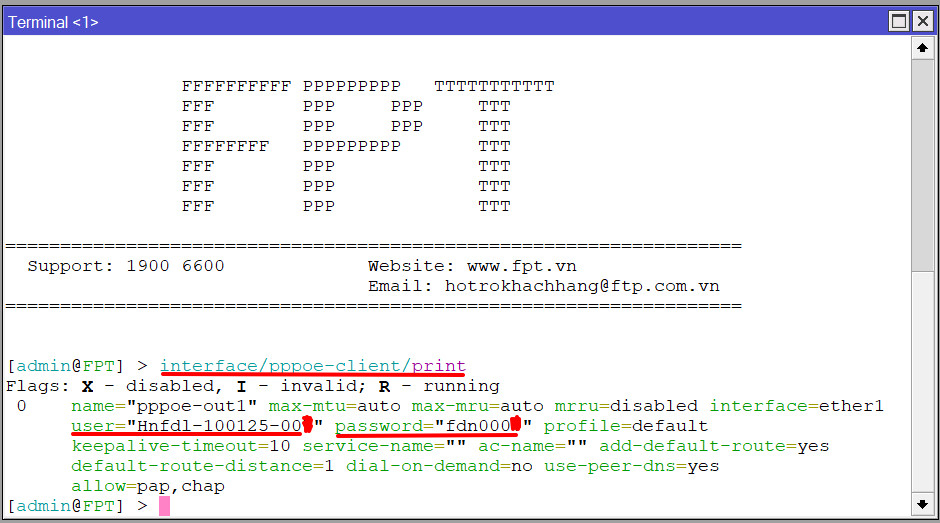 Terminal <1>
FFFFFFFFFF PPPPPPPPP   TTTTTTTTTTT
FFF        PPP     PPP     TTT
FFF        PPP     PPP     TTT
FFFFFFFF   PPPPPPPPP       TTT
FFF        PPP             TTT
FFF        PPP             TTT
FFF        PPP             TTT
===================================================================
Support: 1900 6600             Website: www.fpt.vn
Email: hotrokhachhang@ftp.com.vn
===================================================================
[admin@FPT] > interface/pppoe-client/print
Flags: X - disabled, I - invalid; R - running
0    name="pppoe-out1" max-mtu=auto max-mru=auto mrru=disabled interface=ether1
user="Hnfdl-100125-00 " password="fdn000 " profile=default
keepalive-timeout=10 service-name="" ac-name="" add-default-route=yes
default-route-distance=1 dial-on-demand=no use-peer-dns=yes
allow=pap,chap
[admin@FPT] >